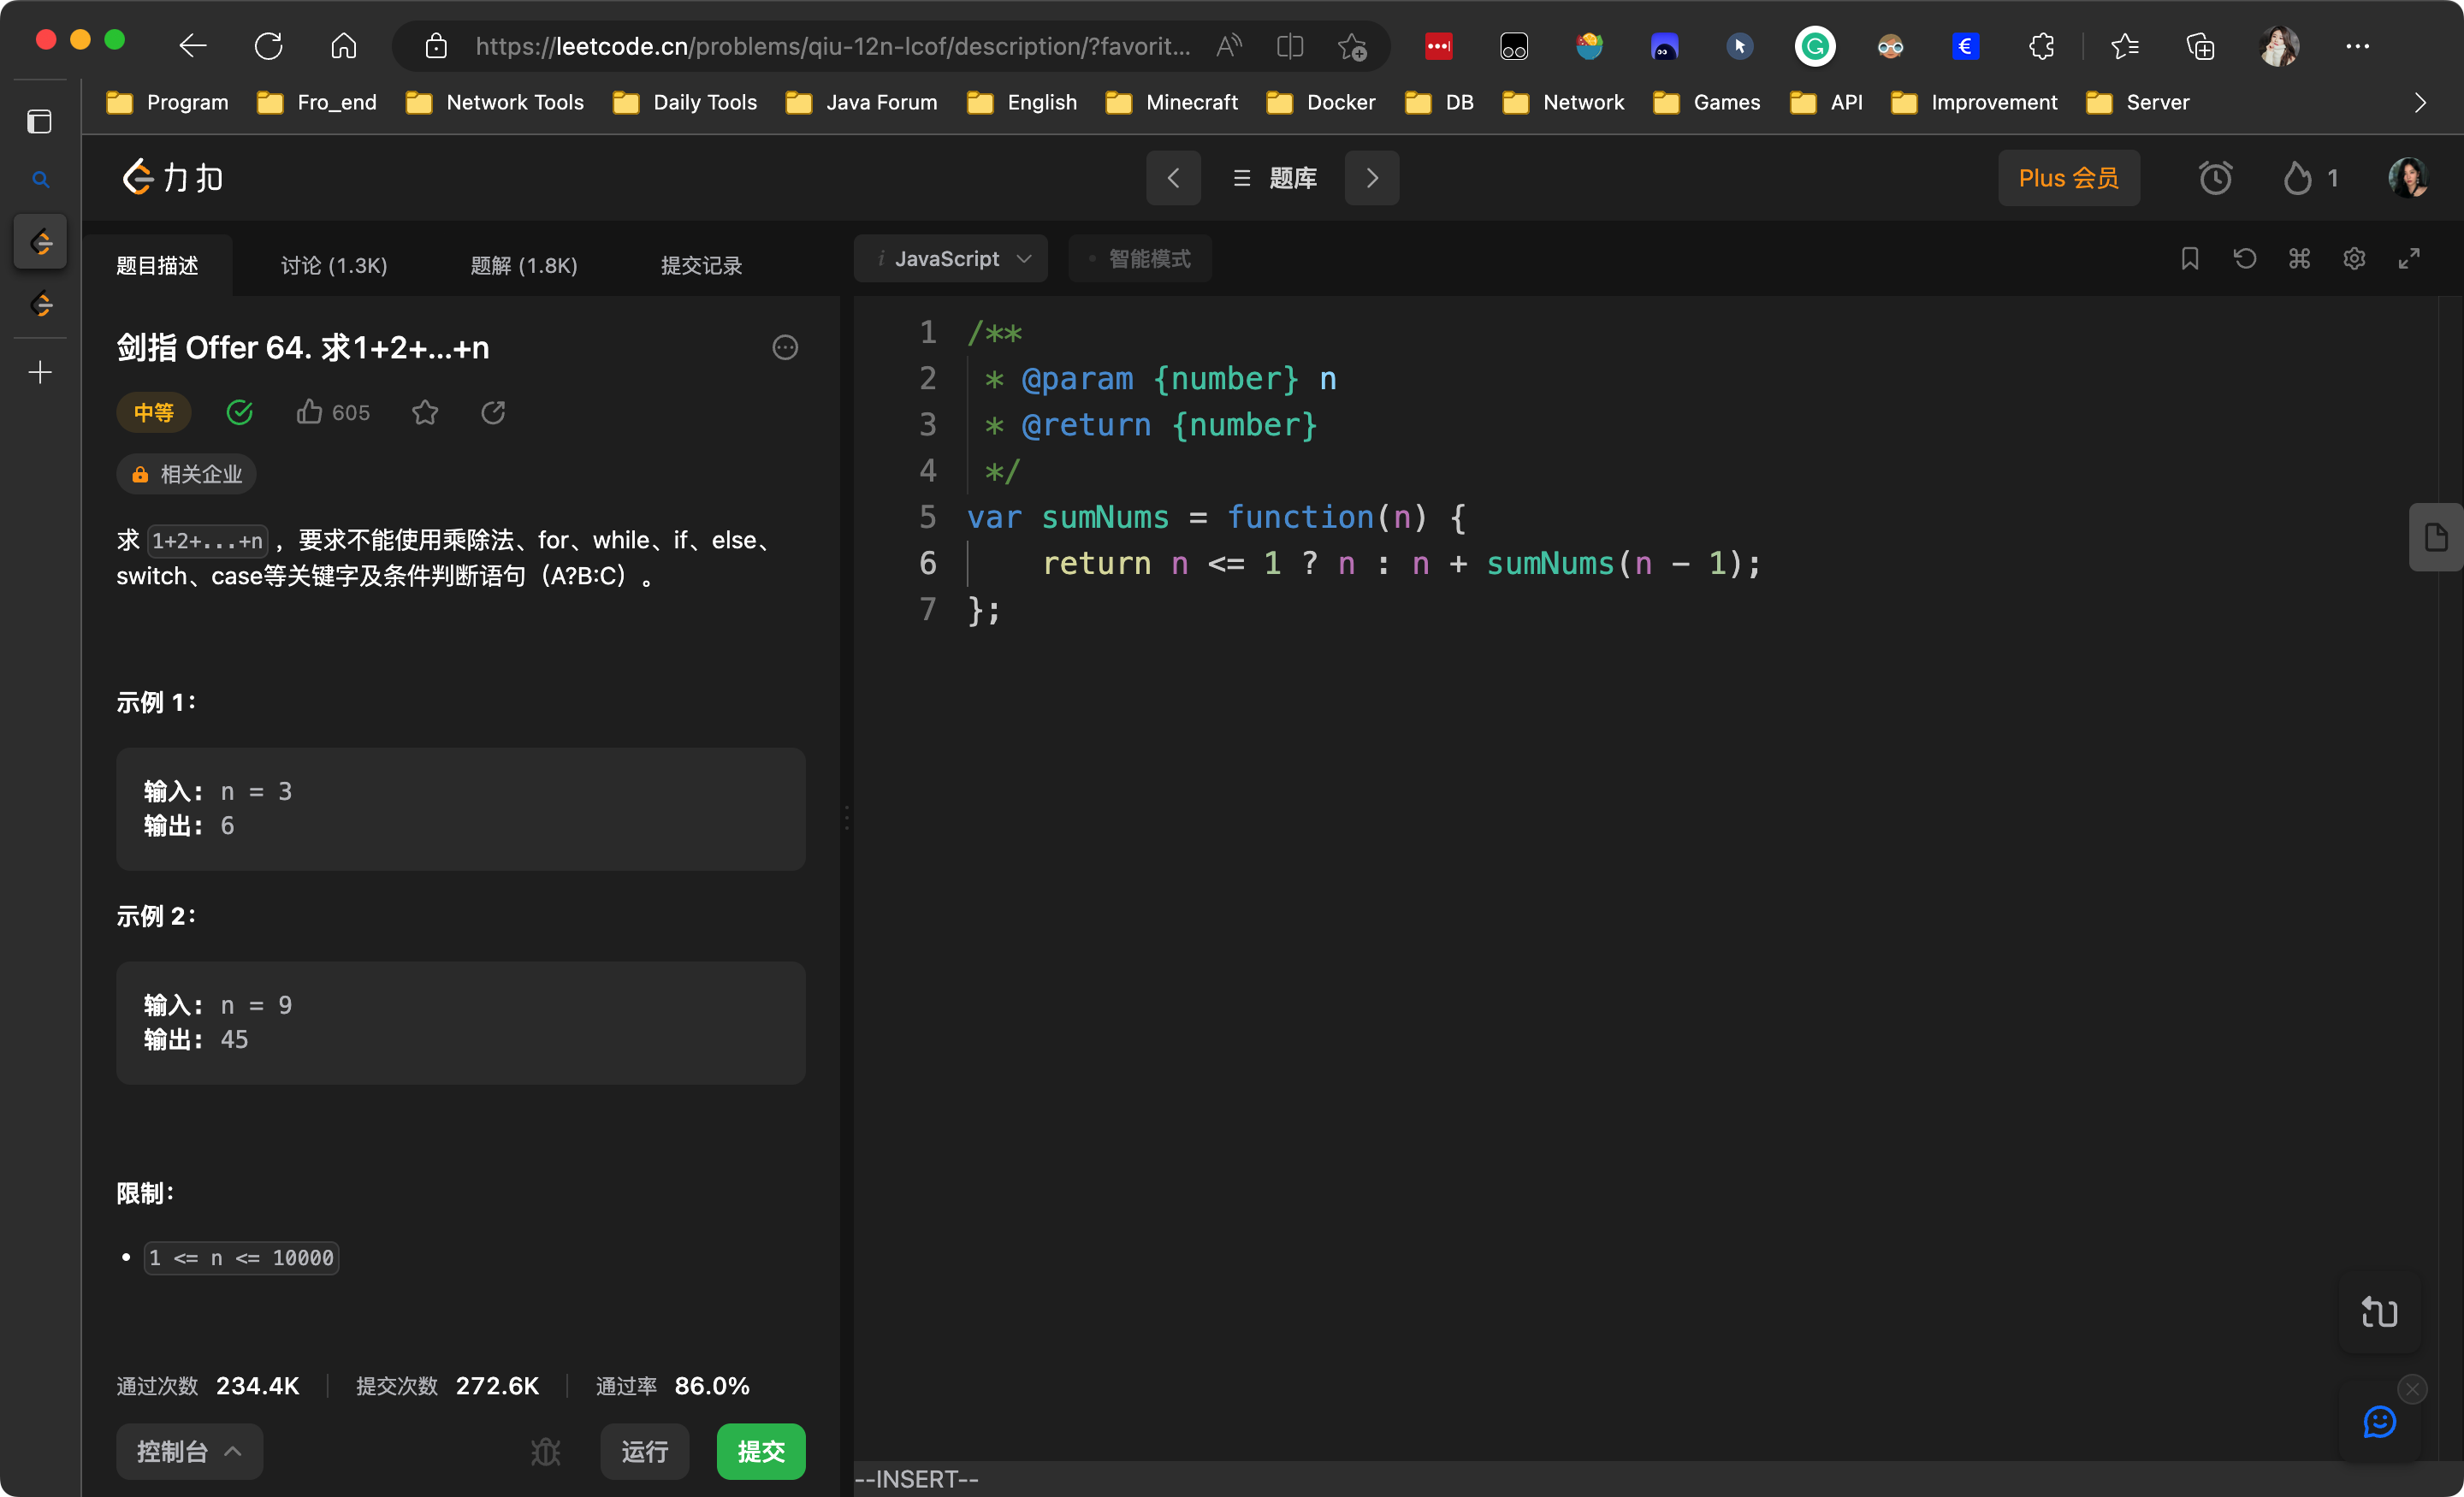 https://leetcode.cn/problems/qiu-12n-lcof/description/?favorit...
Program Fro_end Network Tools Daily Tools Java Forum English Minecraft Docker DB Network Games API Improvement Server
力扣 题库 Plus 会员 1
题目描述 讨论 (1.3K) 题解 (1.8K) 提交记录
JavaScript 智能模式
剑指 Offer 64. 求1+2+…+n
中等 605
相关企业
求 1+2+...+n ，要求不能使用乘除法、for、while、if、else、
switch、case等关键字及条件判断语句（A?B:C）。
示例 1：
输入: n = 3
输出: 6
示例 2：
输入: n = 9
输出: 45
限制：
• 1 <= n <= 10000
通过次数 234.4K 提交次数 272.6K 通过率 86.0%
控制台 运行 提交
1 /**
2 * @param {number} n
3 * @return {number}
4 */
5 var sumNums = function(n) {
6 return n <= 1 ? n : n + sumNums(n - 1);
7 };
--INSERT--